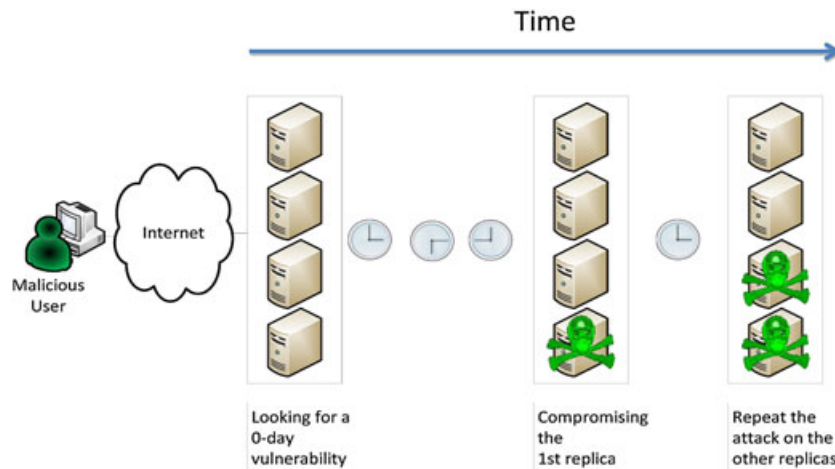 Time
Internet
Malicious
User
Looking for a
0-day
vulnerability
Compromising
the
1st replica
Repeat the
attack on the
other replicas